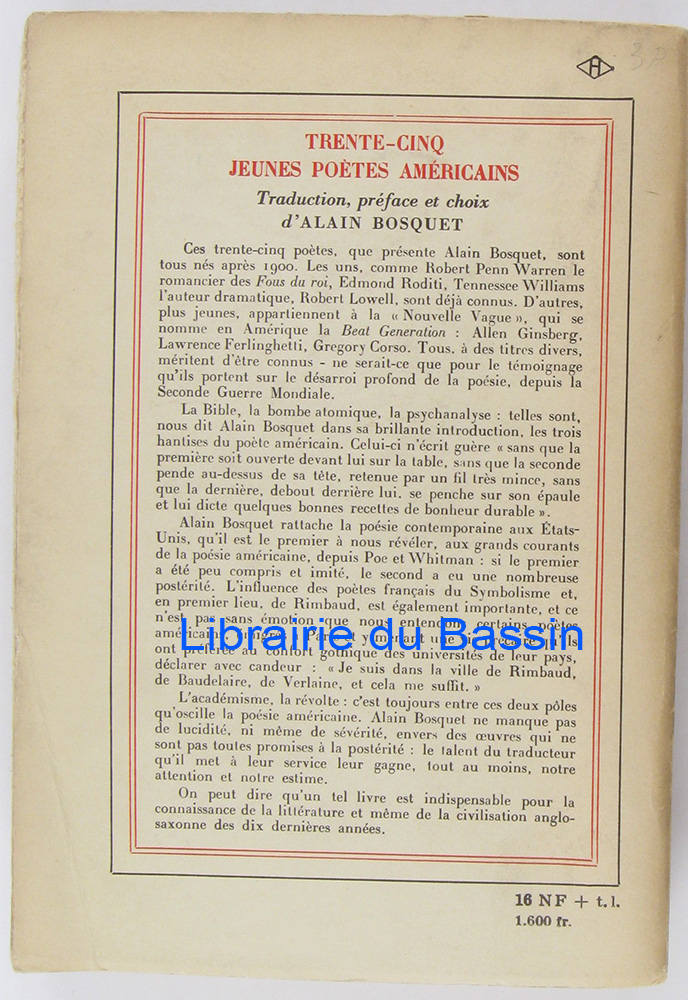 H
TRENTE-CINQ
JEUNES POÈTES AMÉRICAINS
Traduction, préface et choix
d'ALAIN BOSQUET
Ces trente-cinq poètes, que présente Alain Bosquet, sont
tous nés après 1900. Les uns, comme Robert Penn Warren le
romancier des Fous du roi, Edmond Roditi, Tennessee Williams
l'auteur dramatique, Robert Lowell, sont déjà connus. D'autres,
plus jeunes, appartiennent à la « Nouvelle Vague », qui se
nomme en Amérique la Beat Generation : Allen Ginsberg,
Lawrence Ferlinghetti, Gregory Corso. Tous, à des titres divers,
méritent d'être connus - ne serait-ce que pour le témoignage
qu'ils portent sur le désarroi profond de la poésie, depuis la
Seconde Guerre Mondiale.
La Bible, la bombe atomique, la psychanalyse : telles sont,
nous dit Alain Bosquet dans sa brillante introduction, les trois
hantises du poète américain. Celui-ci n'écrit guère « sans que la
première soit ouverte devant lui sur la table, sans que la seconde
pende au-dessus de sa tête, retenue par un fil très mince, sans
que la dernière, debout derrière lui, se penche sur son épaule
et lui dicte quelques bonnes recettes de bonheur durable ».
Alain Bosquet rattache la poésie contemporaine aux États-
Unis, qu'il est le premier à nous révéler, aux grands courants
de la poésie américaine, depuis Poe et Whitman : si le premier
a été peu compris et imité, le second a eu une nombreuse
postérité. L'influence des poètes français du Symbolisme et,
en premier lieu, de Rimbaud, est également importante, et ce
n'est pas sans émotion que nous entendons certains poètes
américains,
Librairie du Bassin
ont préférée au confort gothique des universités de leur pays,
déclarer avec candeur : « Je suis dans la ville de Rimbaud,
de Baudelaire, de Verlaine, et cela me suffit. »
L'académisme, la révolte : c'est toujours entre ces deux pôles
qu'oscille la poésie américaine. Alain Bosquet ne manque pas
de lucidité, ni même de sévérité, envers des œuvres qui ne
sont pas toutes promises à la postérité : le talent du traducteur
qu'il met à leur service leur gagne, tout au moins, notre
attention et notre estime.
On peut dire qu'un tel livre est indispensable pour la
connaissance de la littérature et même de la civilisation anglo-
saxonne des dix dernières années.
16 NF + t. l.
1.600 fr.